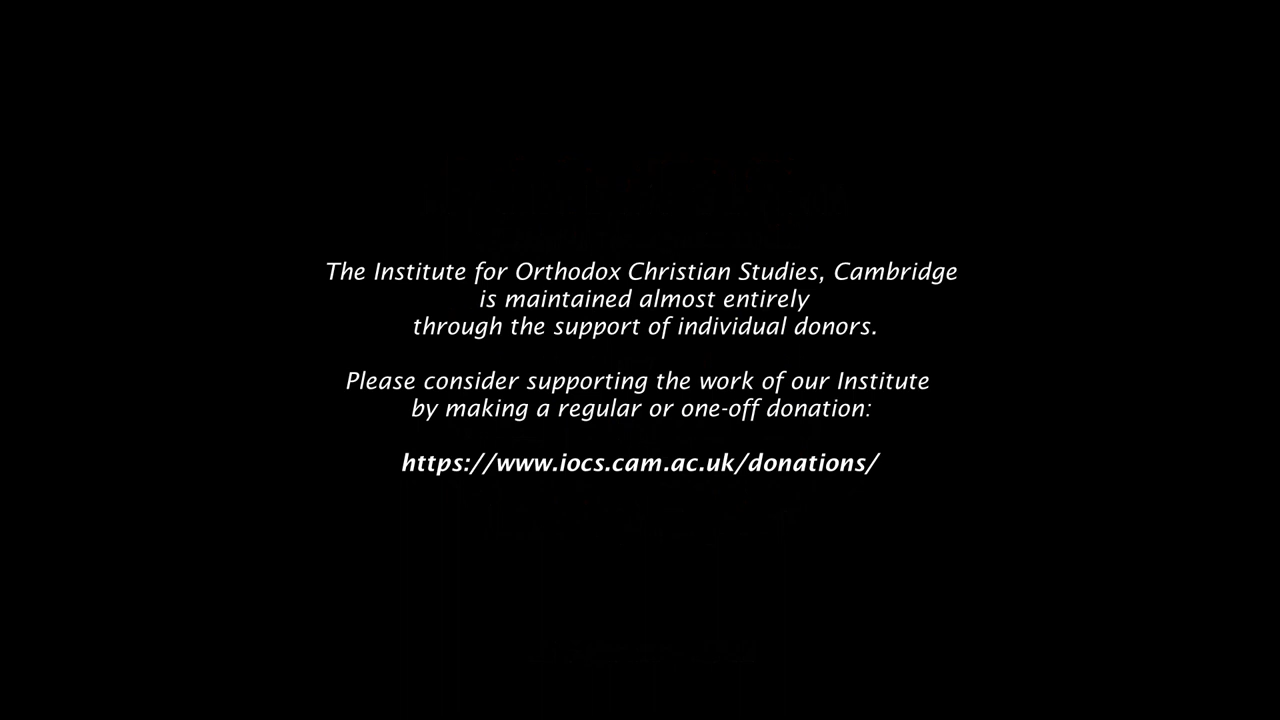 The Institute for Orthodox Christian Studies, Cambridge
is maintained almost entirely
through the support of individual donors.
Please consider supporting the work of our Institute
by making a regular or one-off donation:
https://www.iocs.cam.ac.uk/donations/